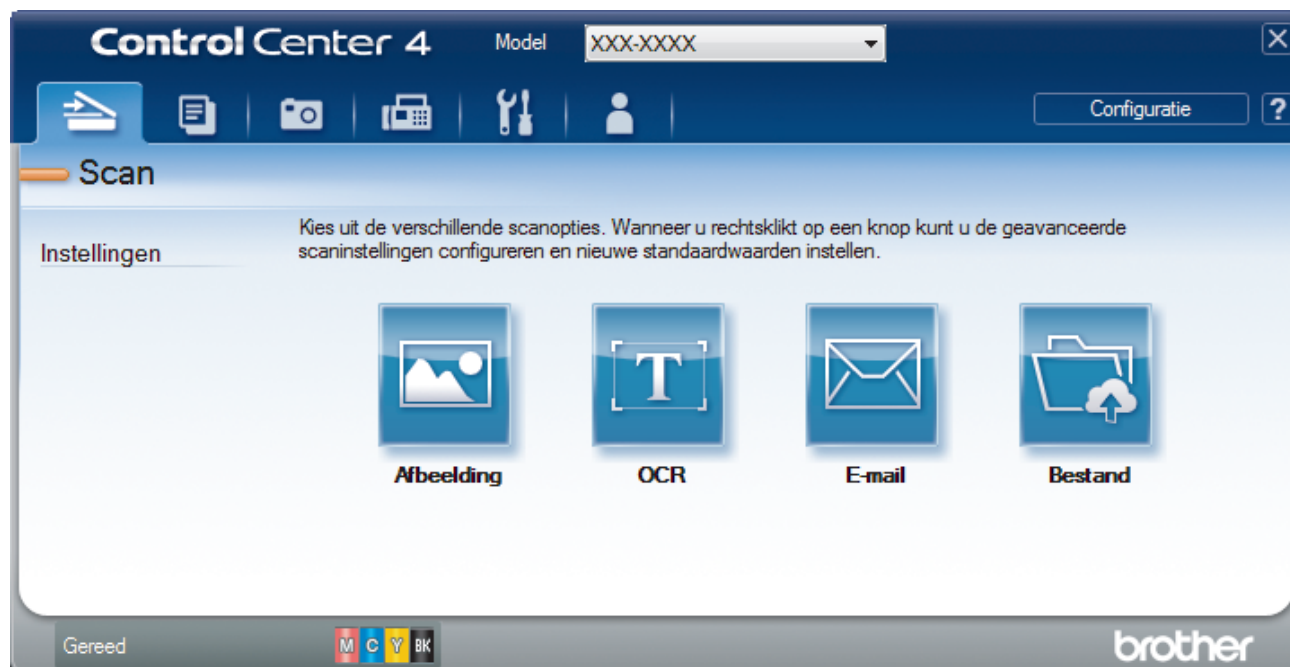 Control Center 4 Model XXX-XXXX
Configuratie ?
Scan
Instellingen
Kies uit de verschillende scanopties. Wanneer u rechtsklikt op een knop kunt u de geavanceerde
scaninstellingen configureren en nieuwe standaardwaarden instellen.
T
Afbeelding OCR E-mail Bestand
Gereed M C Y BK brother